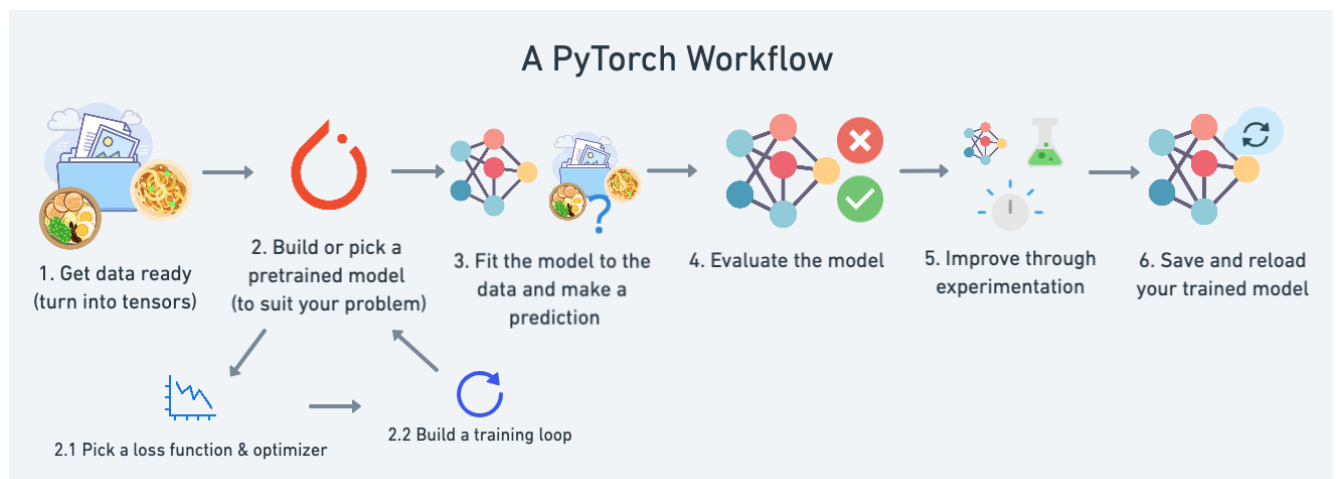 A PyTorch Workflow
1. Get data ready
(turn into tensors)
2. Build or pick a
pretrained model
(to suit your problem)
3. Fit the model to the
data and make a
prediction
4. Evaluate the model
5. Improve through
experimentation
6. Save and reload
your trained model
2.1 Pick a loss function & optimizer
2.2 Build a training loop